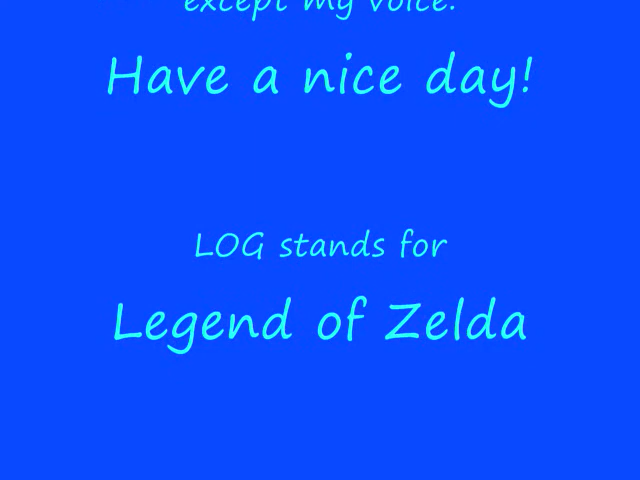 except my voice.
Have a nice day!
LOG stands for
Legend of Zelda